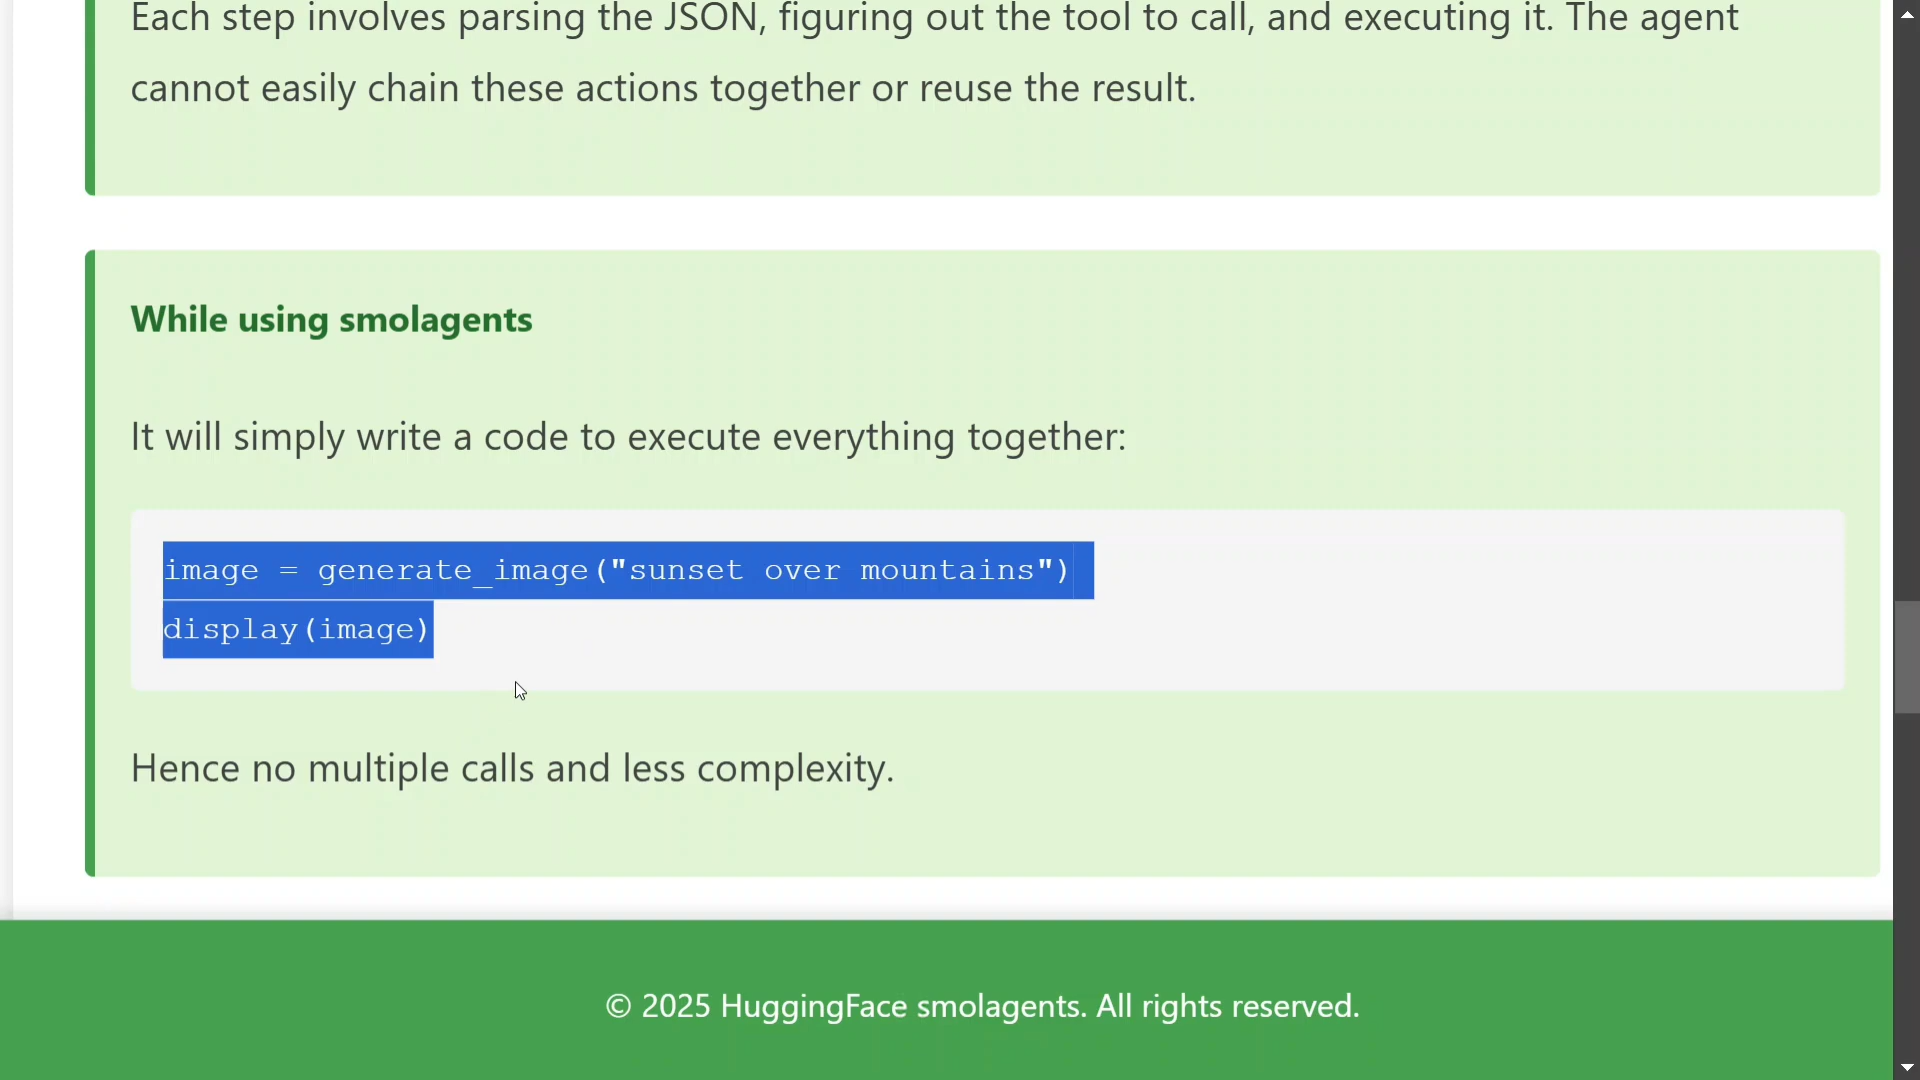 Each step involves parsing the JSON, figuring out the tool to call, and executing it. The agent
cannot easily chain these actions together or reuse the result.
While using smolagents
It will simply write a code to execute everything together:
image = generate_image("sunset over mountains")
display(image)
Hence no multiple calls and less complexity.
© 2025 HuggingFace smolagents. All rights reserved.